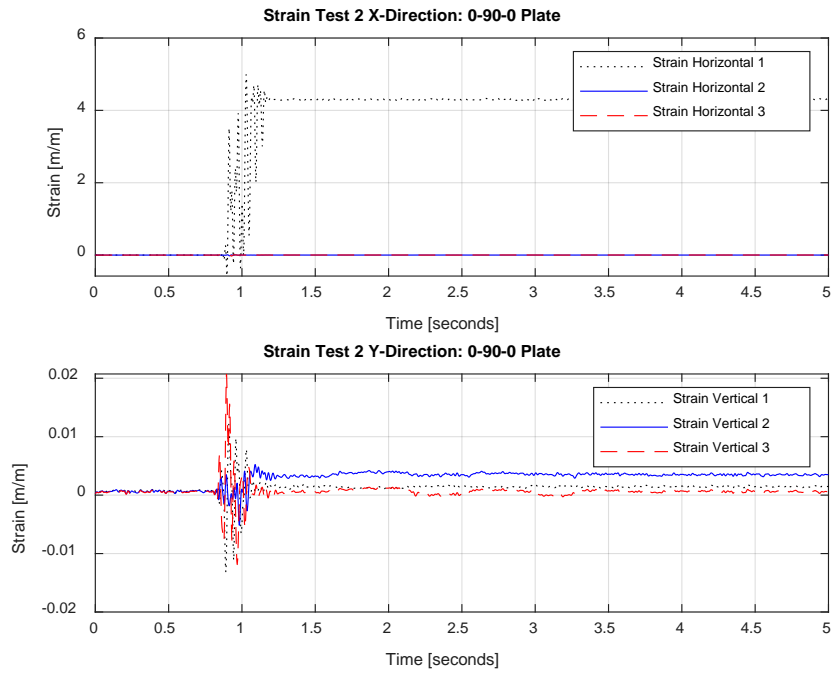 Strain Test 2 X-Direction: 0-90-0 Plate
6
4
2
0
Strain [m/m]
Strain Horizontal 1
Strain Horizontal 2
Strain Horizontal 3
0 0.5 1 1.5 2 2.5 3 3.5 4 4.5 5
Time [seconds]
Strain Test 2 Y-Direction: 0-90-0 Plate
0.02
0.01
0
-0.01
-0.02
Strain [m/m]
Strain Vertical 1
Strain Vertical 2
Strain Vertical 3
0 0.5 1 1.5 2 2.5 3 3.5 4 4.5 5
Time [seconds]